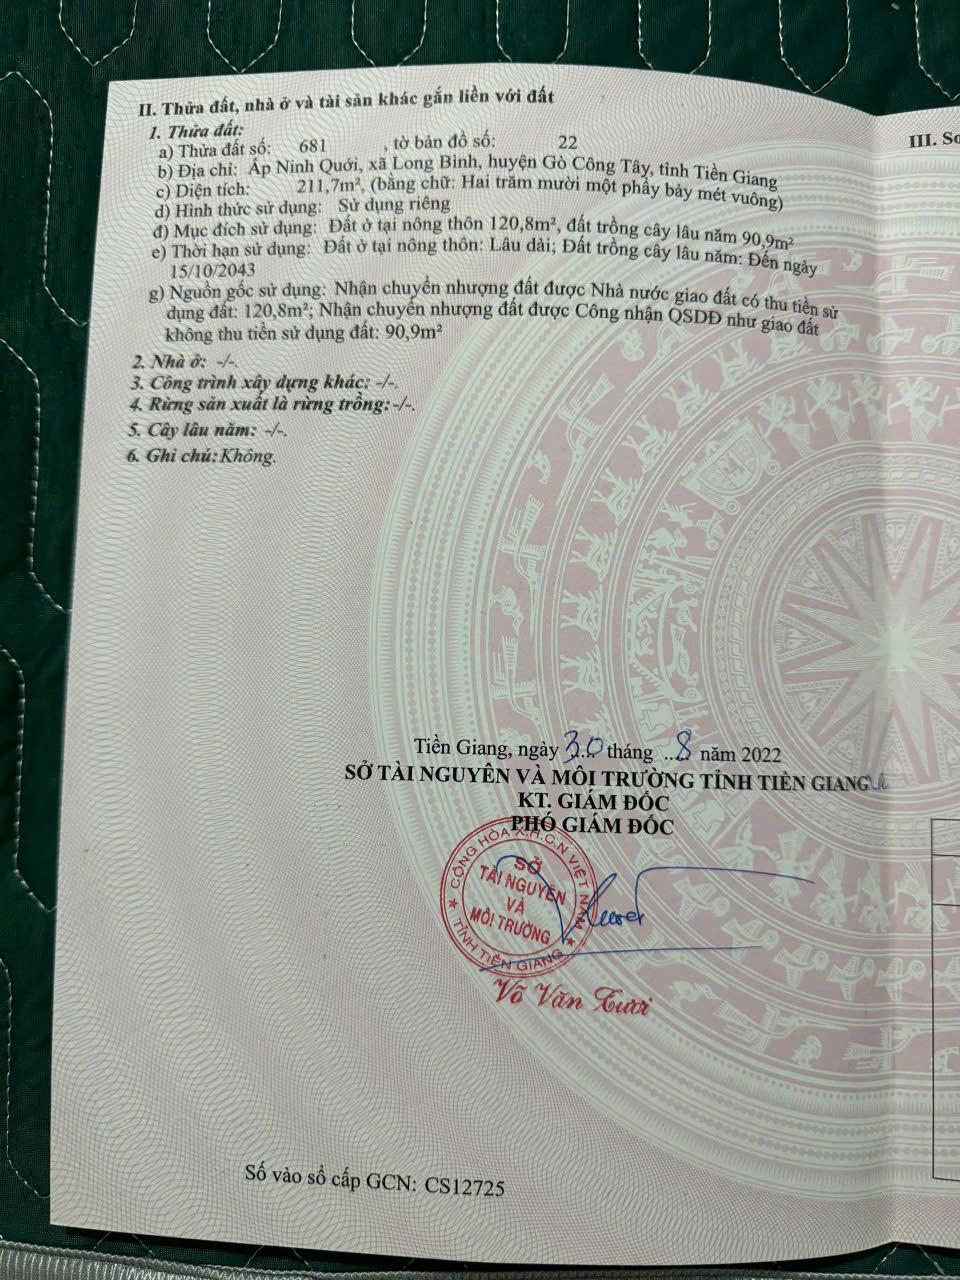 II. Thửa đất, nhà ở và tài sản khác gắn liền với đất
1. Thửa đất:
a) Thửa đất số: 681 , tờ bản đồ số: 22
b) Địa chỉ: Ấp Ninh Quới, xã Long Bình, huyện Gò Công Tây, tỉnh Tiền Giang
c) Diện tích: 211,7m², (bằng chữ: Hai trăm mười một phẩy bảy mét vuông)
d) Hình thức sử dụng: Sử dụng riêng
đ) Mục đích sử dụng: Đất ở tại nông thôn 120,8m², đất trồng cây lâu năm 90,9m²
e) Thời hạn sử dụng: Đất ở tại nông thôn: Lâu dài; Đất trồng cây lâu năm: Đến ngày
15/10/2043
g) Nguồn gốc sử dụng: Nhận chuyển nhượng đất được Nhà nước giao đất có thu tiền sử
dụng đất: 120,8m²; Nhận chuyển nhượng đất được Công nhận QSDĐ như giao đất
không thu tiền sử dụng đất: 90,9m²
2. Nhà ở: -/-.
3. Công trình xây dựng khác: -/-.
4. Rừng sản xuất là rừng trồng: -/-.
5. Cây lâu năm: -/-.
6. Ghi chú: Không.
Tiền Giang, ngày 30 tháng 8 năm 2022
SỞ TÀI NGUYÊN VÀ MÔI TRƯỜNG TỈNH TIỀN GIANG
KT. GIÁM ĐỐC
PHÓ GIÁM ĐỐC
CỘNG HÒA X.H.C.N VIỆT NAM
SỞ
TÀI NGUYÊN
VÀ
MÔI TRƯỜNG
TỈNH TIỀN GIANG
Võ Văn Tươi
Số vào sổ cấp GCN: CS12725
III. Sơ